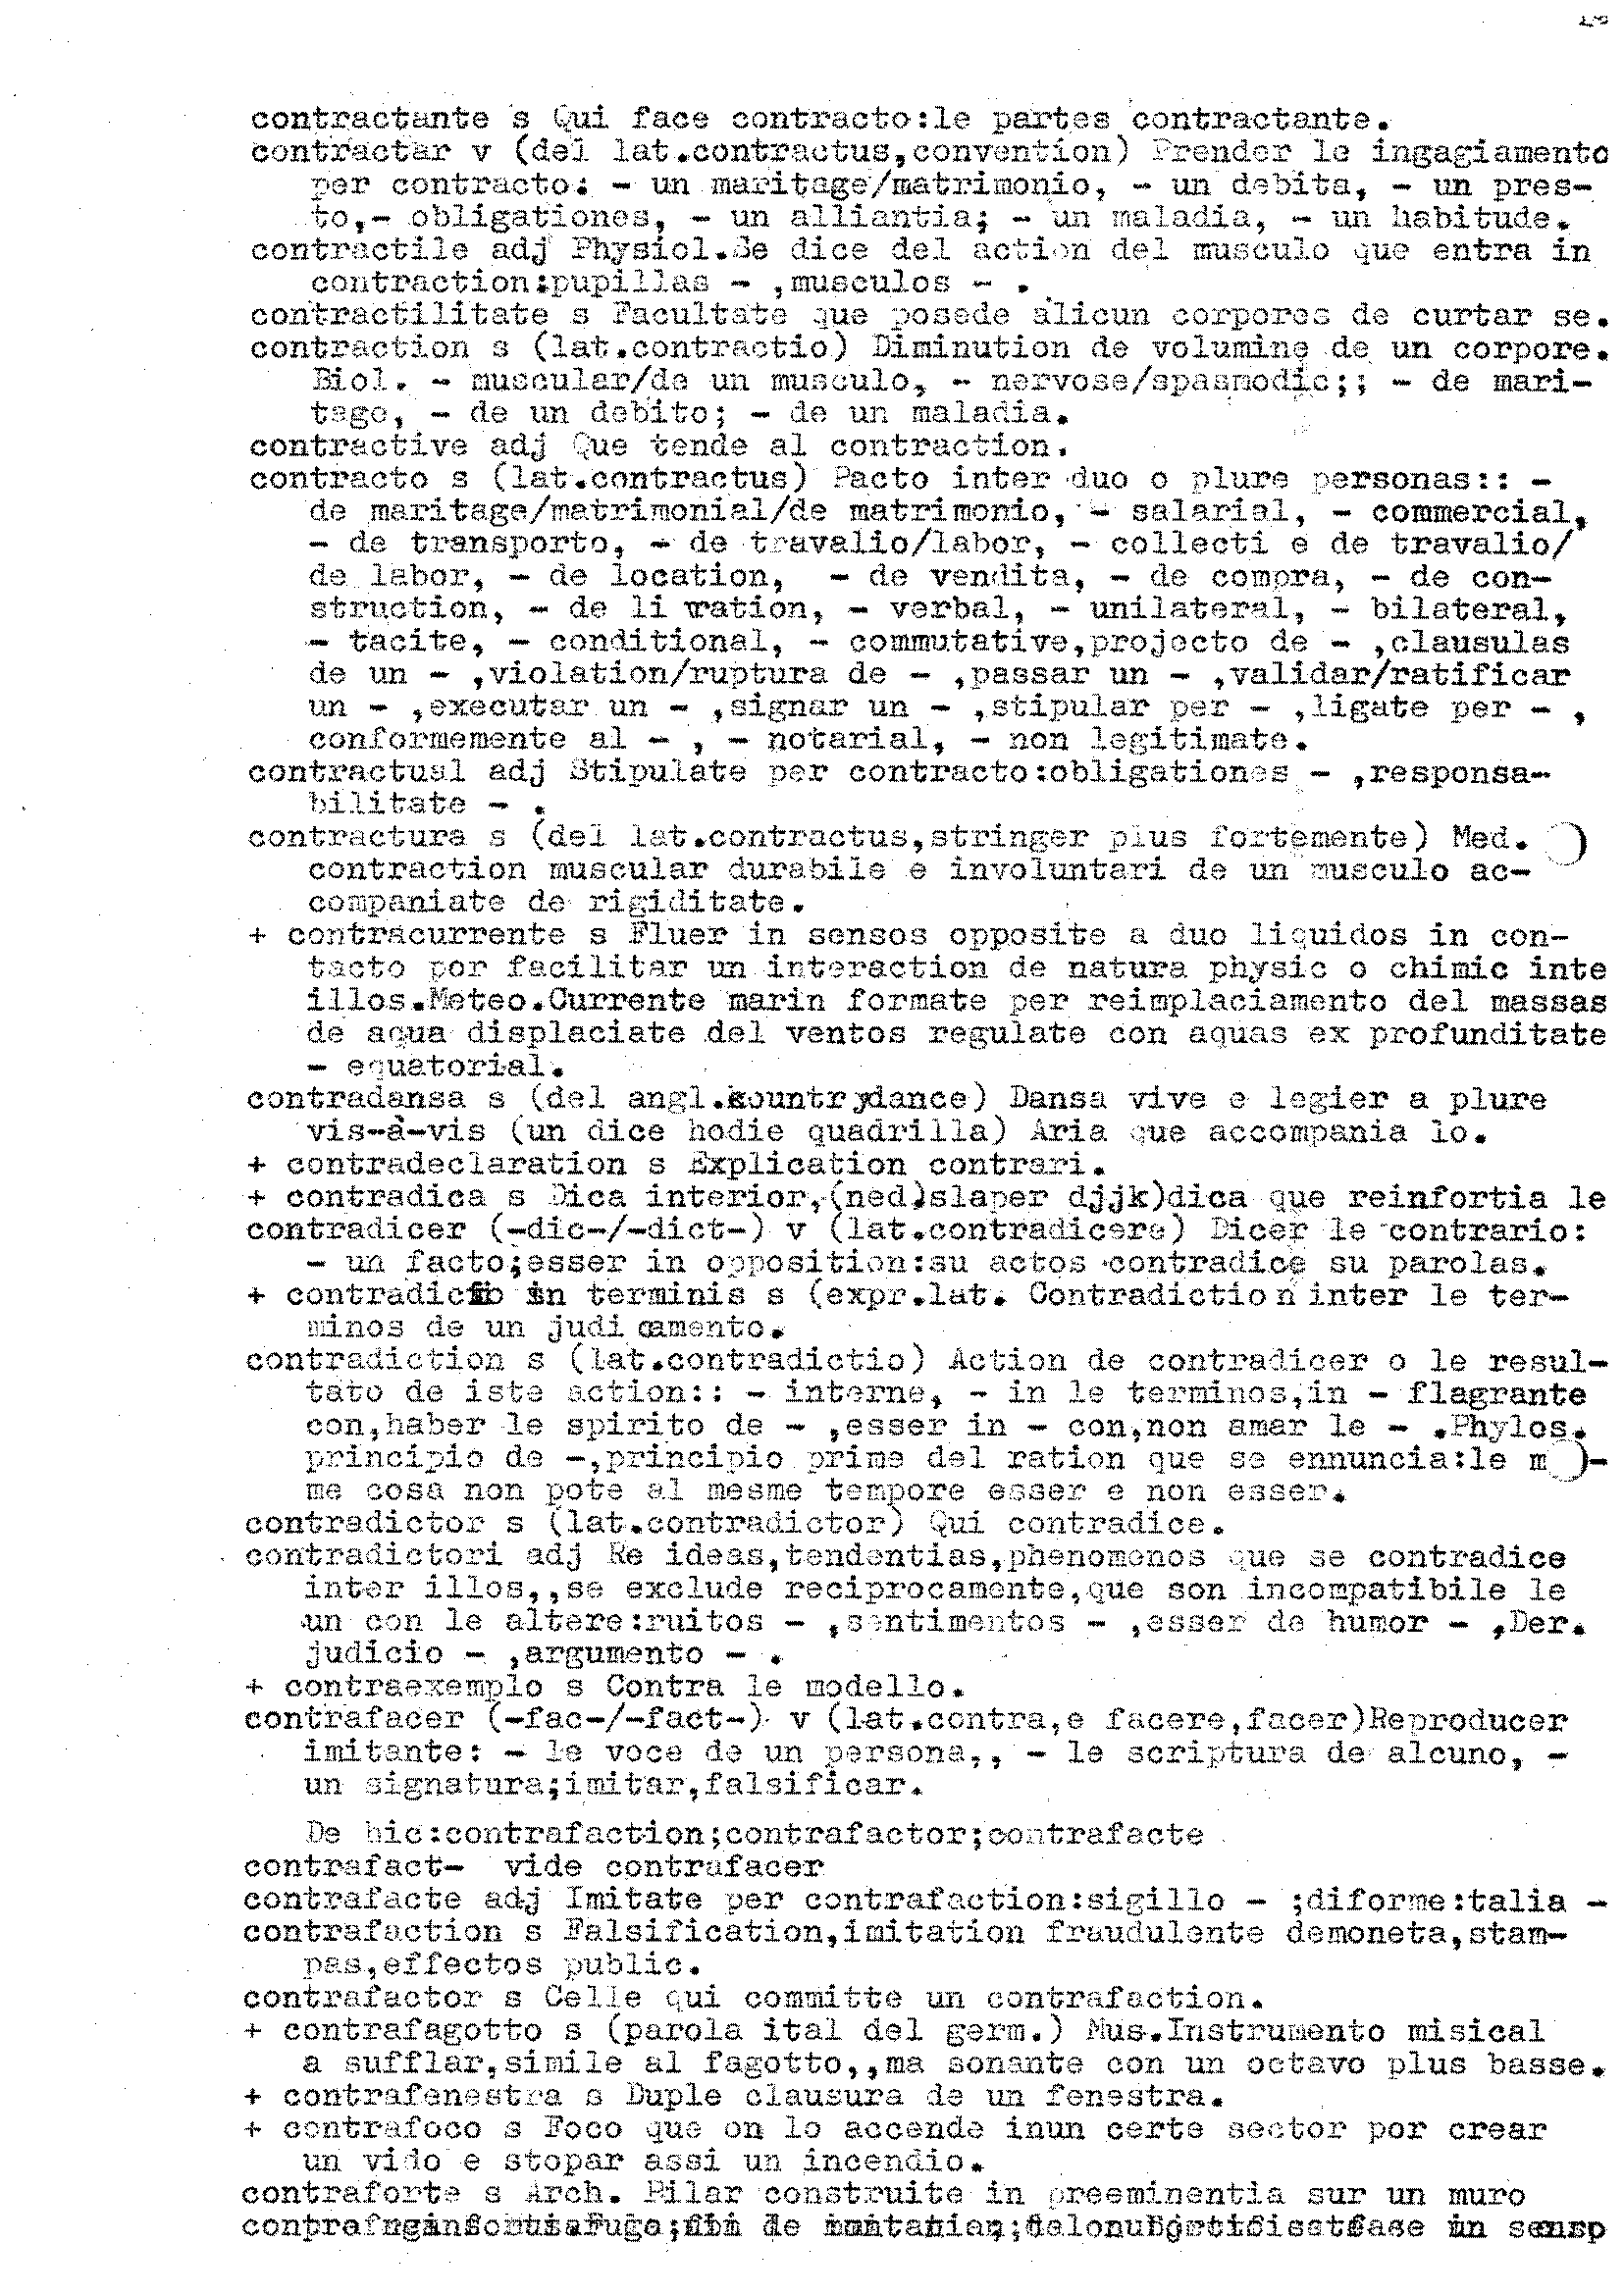 contractante s Qui face contracto:le partes contractante.
contractar v (del lat.contractus,convention) Prender le ingagiamento
per contracto: - un maritage/matrimonio, - un debita, - un pres-
to,- obligationes, - un alliantia; - un maladia, - un habitude.
contractile adj Physiol.Se dice del action del musculo que entra in
contraction:pupillas - ,musculos - .
contractilitate s Facultate que posede alicun corpores de curtar se.
contraction s (lat.contractio) Diminution de volumine de un corpore.
Biol. - muscular/de un musculo, - nervose/spasmodic;; - de mari-
tage, - de un debito; - de un maladia.
contractive adj Que tende al contraction.
contracto s (lat.contractus) Pacto inter duo o plure personas:: -
de maritage/matrimonial/de matrimonio, - salarial, - commercial,
- de transporto, - de travalio/labor, - collecti e de travalio/
de labor, - de location, - de vendita, - de compra, - de con-
struction, - de li vration, - verbal, - unilateral, - bilateral,
- tacite, - conditional, - commutative,projecto de - ,clausulas
de un - ,violation/ruptura de - ,passar un - ,validar/ratificar
un - ,executar un - ,signar un - ,stipular per - ,ligate per - ,
conformemente al - , - notarial, - non legitimate.
contractual adj Stipulate per contracto:obligationes - ,responsa-
bilitate - .
contractura s (del lat.contractus,stringer plus fortemente) Med.
contraction muscular durabile e involuntari de un musculo ac-
companiate de rigiditate.
+ contracurrente s Fluer in sensos opposite a duo liquidos in con-
tacto por facilitar un interaction de natura physic o chimic inte
illos.Meteo.Currente marin formate per reimplaciamento del massas
de aqua displaciate del ventos regulate con aquas ex profunditate
- equatorial.
contradansa s (del angl.kountrydance) Dansa vive e legier a plure
vis-à-vis (un dice hodie quadrilla) Aria que accompania lo.
+ contradeclaration s Explication contrari.
+ contradica s Dica interior,(ned.slaper djjk)dica que reinfortia le
contradicer (-dic-/-dict-) v (lat.contradicere) Dicer le contrario:
- un facto;esser in opposition:su actos contradice su parolas.
+ contradictio in terminis s (expr.lat. Contradiction inter le ter-
minos de un judi camento.
contradiction s (lat.contradictio) Action de contradicer o le resul-
tato de iste action:: - interne, - in le terminos,in - flagrante
con,haber le spirito de - ,esser in - con,non amar le - .Phylos.
principio de -,principio prime del ration que se ennuncia:le m -
me cosa non pote al mesme tempore esser e non esser.
contradictor s (lat.contradictor) Qui contradice.
contradictori adj Re ideas,tendentias,phenomenos que se contradice
inter illos,,se exclude reciprocamente,que son incompatibile le
un con le altere:ruitos - ,sentimentos - ,esser de humor - ,Der.
judicio - ,argumento - .
+ contraexemplo s Contra le modello.
contrafacer (-fac-/-fact-) v (lat.contra,e facere,facer)Reproducer
imitante: - le voce de un persona,, - le scriptura de alcuno, -
un signatura;imitar,falsificar.
De hic:contrafaction;contrafactor;contrafacte
contrafact- vide contrafacer
contrafacte adj Imitate per contrafaction:sigillo - ;diforme:talia -
contrafaction s Falsification,imitation fraudulente demoneta,stam-
pas,effectos public.
contrafactor s Celle qui committe un contrafaction.
+ contrafagotto s (parola ital del germ.) Mus.Instrumento misical
a sufflar,simile al fagotto,,ma sonante con un octavo plus basse.
+ contrafenestra s Duple clausura de un fenestra.
+ contrafoco s Foco que on lo accende inun certe sector por crear
un vido e stopar assi un incendio.
contraforte s Arch. Pilar construite in preeminentia sur un muro